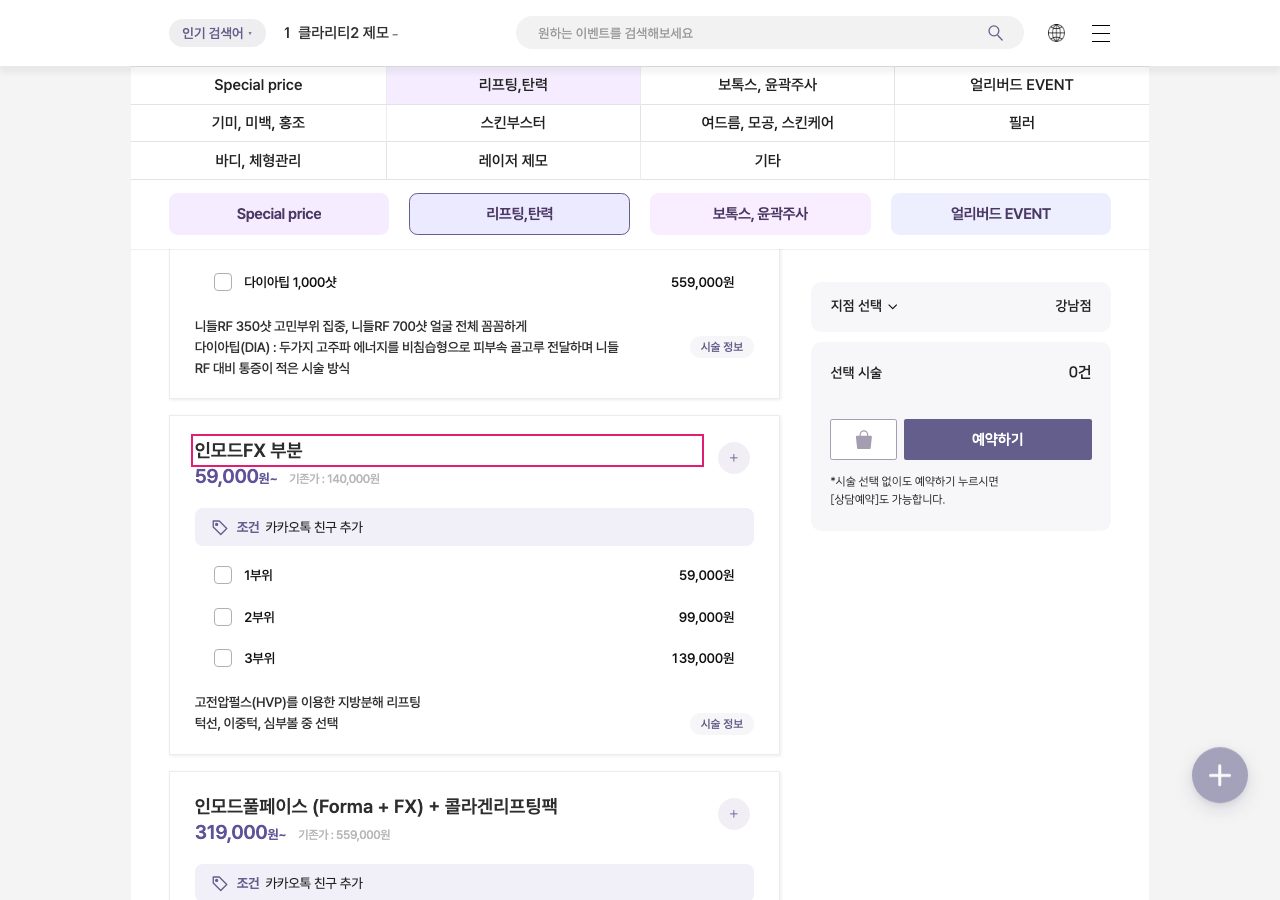 인기 검색어
1 클라리티2 제모 -
원하는 이벤트를 검색해보세요
Special price
리프팅,탄력
보톡스, 윤곽주사
얼리버드 EVENT
기미, 미백, 홍조
스킨부스터
여드름, 모공, 스킨케어
필러
바디, 체형관리
레이저 제모
기타
Special price
리프팅,탄력
보톡스, 윤곽주사
얼리버드 EVENT
다이아팁 1,000샷 559,000원
니들RF 350샷 고민부위 집중, 니들RF 700샷 얼굴 전체 꼼꼼하게
다이아팁(DIA) : 두가지 고주파 에너지를 비침습형으로 피부속 골고루 전달하며 니들
RF 대비 통증이 적은 시술 방식
시술 정보
인모드FX 부분
59,000원~ 기존가 : 140,000원
조건 카카오톡 친구 추가
1부위 59,000원
2부위 99,000원
3부위 139,000원
고전압펄스(HVP)를 이용한 지방분해 리프팅
턱선, 이중턱, 심부볼 중 선택
시술 정보
인모드풀페이스 (Forma + FX) + 콜라겐리프팅팩
319,000원~ 기존가 : 559,000원
조건 카카오톡 친구 추가
지점 선택 강남점
선택 시술 0건
예약하기
*시술 선택 없이도 예약하기 누르시면
[상담예약]도 가능합니다.